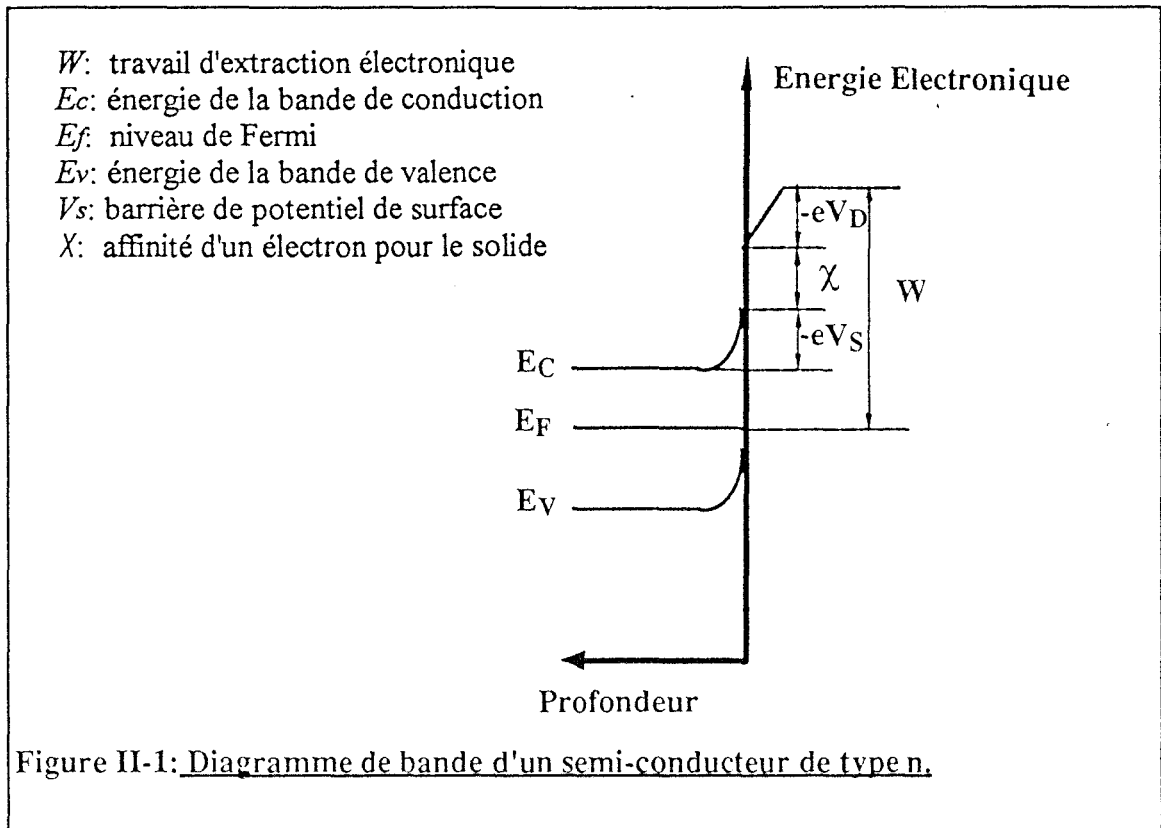 W: travail d'extraction électronique
Ec: énergie de la bande de conduction
Ef: niveau de Fermi
Ev: énergie de la bande de valence
Vs: barrière de potentiel de surface
X: affinité d'un électron pour le solide
Energie Electronique
-eVD
χ
W
-eVS
EC
EF
EV
Profondeur
Figure II-1: Diagramme de bande d'un semi-conducteur de type n.